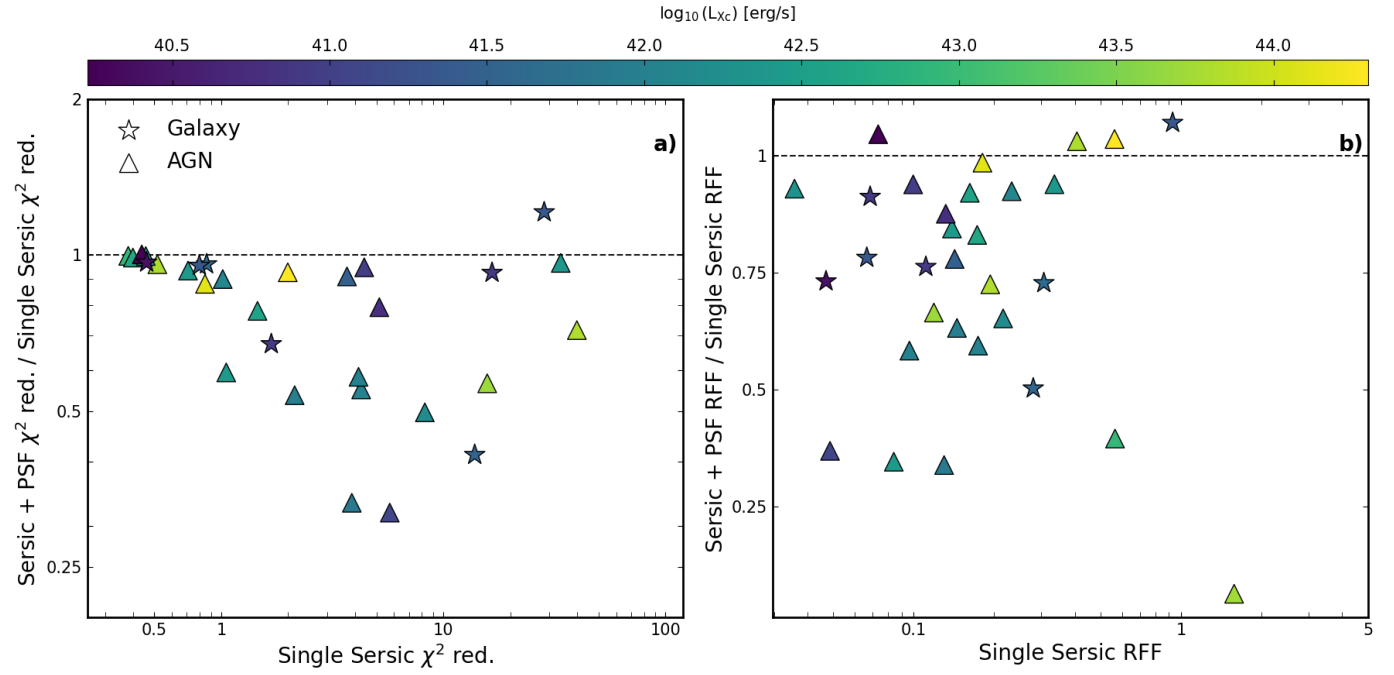 log₁₀(L_Xc) [erg/s]
40.5 41.0 41.5 42.0 42.5 43.0 43.5 44.0
Galaxy
AGN
a)
2
1
0.5
0.25
Sersic + PSF χ² red. / Single Sersic χ² red.
0.5 1 10 100
Single Sersic χ² red.
b)
1
0.75
0.5
0.25
Sersic + PSF RFF / Single Sersic RFF
0.1 1 5
Single Sersic RFF